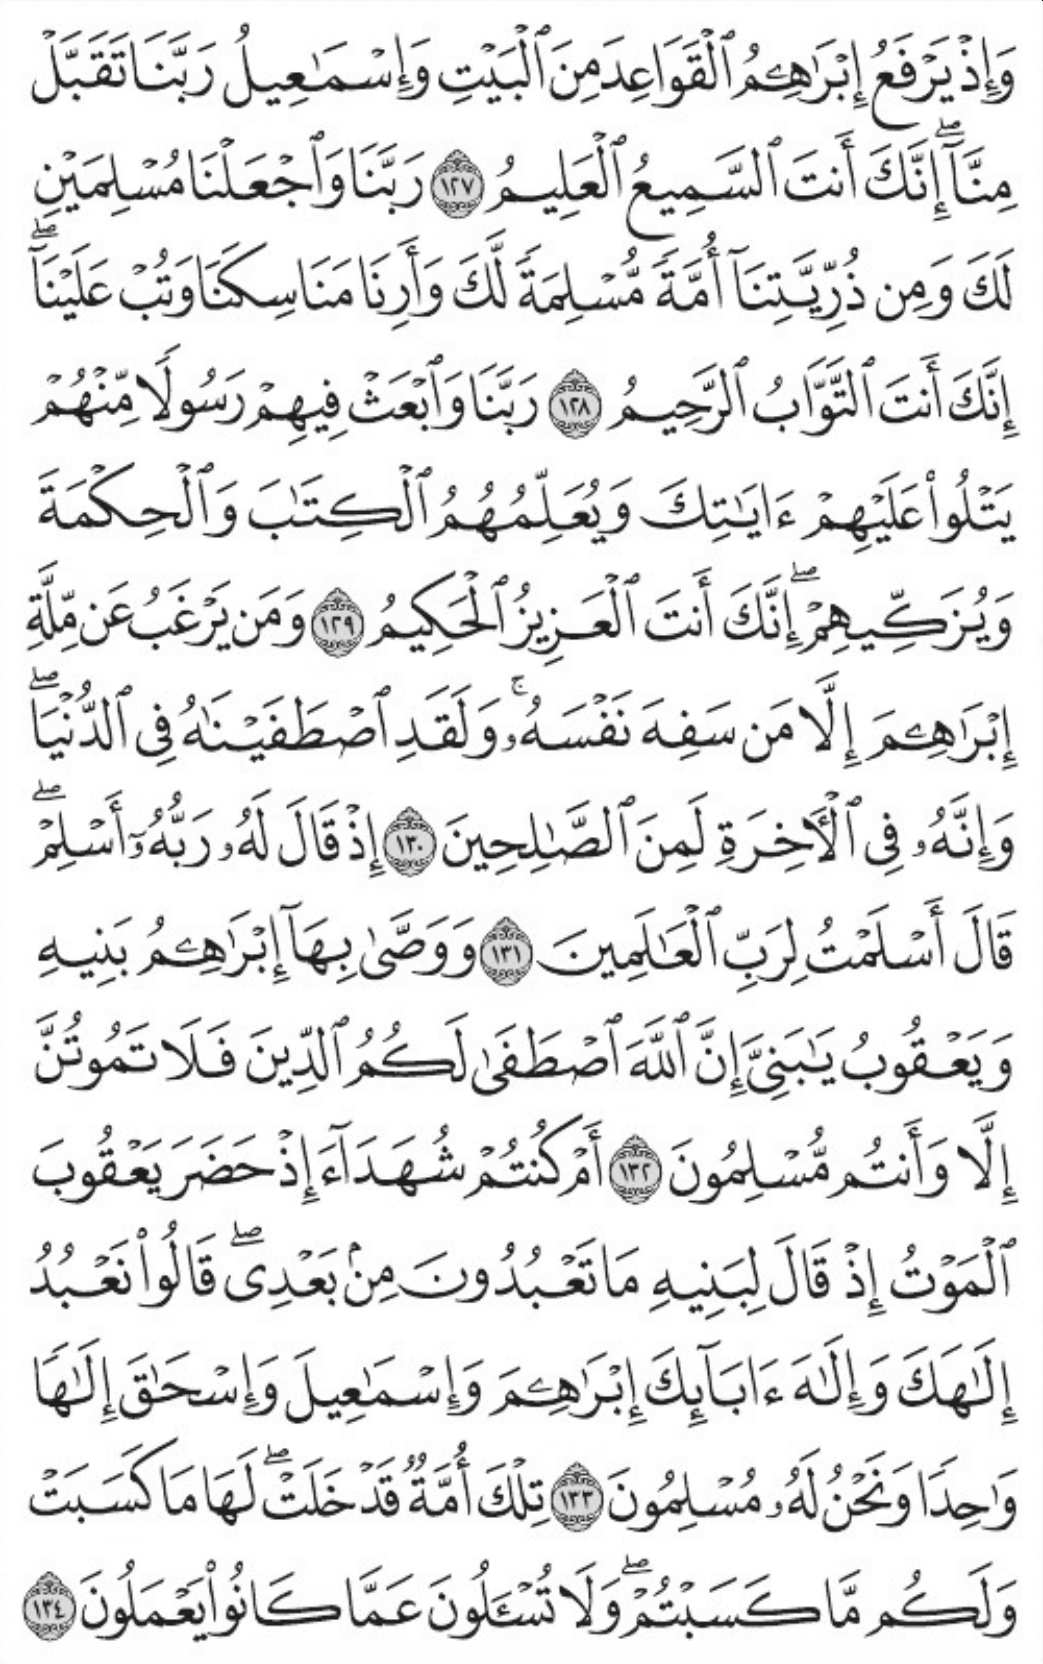 وَإِذْ يَرْفَعُ إِبْرَٰهِـۧمُ ٱلْقَوَاعِدَ مِنَ ٱلْبَيْتِ وَإِسْمَـٰعِيلُ رَبَّنَا تَقَبَّلْ
مِنَّآ ۖ إِنَّكَ أَنتَ ٱلسَّمِيعُ ٱلْعَلِيمُ ١٢٧ رَبَّنَا وَٱجْعَلْنَا مُسْلِمَيْنِ
لَكَ وَمِن ذُرِّيَّتِنَآ أُمَّةً مُّسْلِمَةً لَّكَ وَأَرِنَا مَنَاسِكَنَا وَتُبْ عَلَيْنَآ ۖ
إِنَّكَ أَنتَ ٱلتَّوَّابُ ٱلرَّحِيمُ ١٢٨ رَبَّنَا وَٱبْعَثْ فِيهِمْ رَسُولًا مِّنْهُمْ
يَتْلُوا۟ عَلَيْهِمْ ءَايَـٰتِكَ وَيُعَلِّمُهُمُ ٱلْكِتَـٰبَ وَٱلْحِكْمَةَ
وَيُزَكِّيهِمْ ۖ إِنَّكَ أَنتَ ٱلْعَزِيزُ ٱلْحَكِيمُ ١٢٩ وَمَن يَرْغَبُ عَن مِّلَّةِ
إِبْرَٰهِـۧمَ إِلَّا مَن سَفِهَ نَفْسَهُۥ ۚ وَلَقَدِ ٱصْطَفَيْنَـٰهُ فِى ٱلدُّنْيَا ۖ
وَإِنَّهُۥ فِى ٱلْـَٔاخِرَةِ لَمِنَ ٱلصَّـٰلِحِينَ ١٣٠ إِذْ قَالَ لَهُۥ رَبُّهُۥٓ أَسْلِمْ ۖ
قَالَ أَسْلَمْتُ لِرَبِّ ٱلْعَـٰلَمِينَ ١٣١ وَوَصَّىٰ بِهَآ إِبْرَٰهِـۧمُ بَنِيهِ
وَيَعْقُوبُ يَـٰبَنِىَّ إِنَّ ٱللَّهَ ٱصْطَفَىٰ لَكُمُ ٱلدِّينَ فَلَا تَمُوتُنَّ
إِلَّا وَأَنتُم مُّسْلِمُونَ ١٣٢ أَمْ كُنتُمْ شُهَدَآءَ إِذْ حَضَرَ يَعْقُوبَ
ٱلْمَوْتُ إِذْ قَالَ لِبَنِيهِ مَا تَعْبُدُونَ مِنۢ بَعْدِى ۖ قَالُوا۟ نَعْبُدُ
إِلَـٰهَكَ وَإِلَـٰهَ ءَابَآئِكَ إِبْرَٰهِـۧمَ وَإِسْمَـٰعِيلَ وَإِسْحَـٰقَ إِلَـٰهًا
وَٰحِدًا وَنَحْنُ لَهُۥ مُسْلِمُونَ ١٣٣ تِلْكَ أُمَّةٌ قَدْ خَلَتْ ۖ لَهَا مَا كَسَبَتْ
وَلَكُم مَّا كَسَبْتُمْ ۖ وَلَا تُسْـَٔلُونَ عَمَّا كَانُوا۟ يَعْمَلُونَ ١٣٤